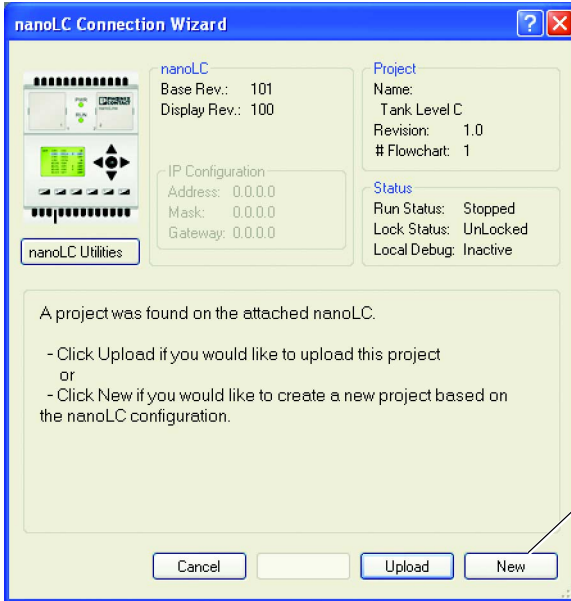 nanoLC Connection Wizard
nanoLC
Base Rev.: 101
Display Rev.: 100
IP Configuration
Address: 0.0.0.0
Mask: 0.0.0.0
Gateway: 0.0.0.0
Project
Name:
Tank Level C
Revision: 1.0
# Flowchart: 1
Status
Run Status: Stopped
Lock Status: UnLocked
Local Debug: Inactive
nanoLC Utilities
A project was found on the attached nanoLC.
- Click Upload if you would like to upload this project
or
- Click New if you would like to create a new project based on
the nanoLC configuration.
Cancel
Upload
New